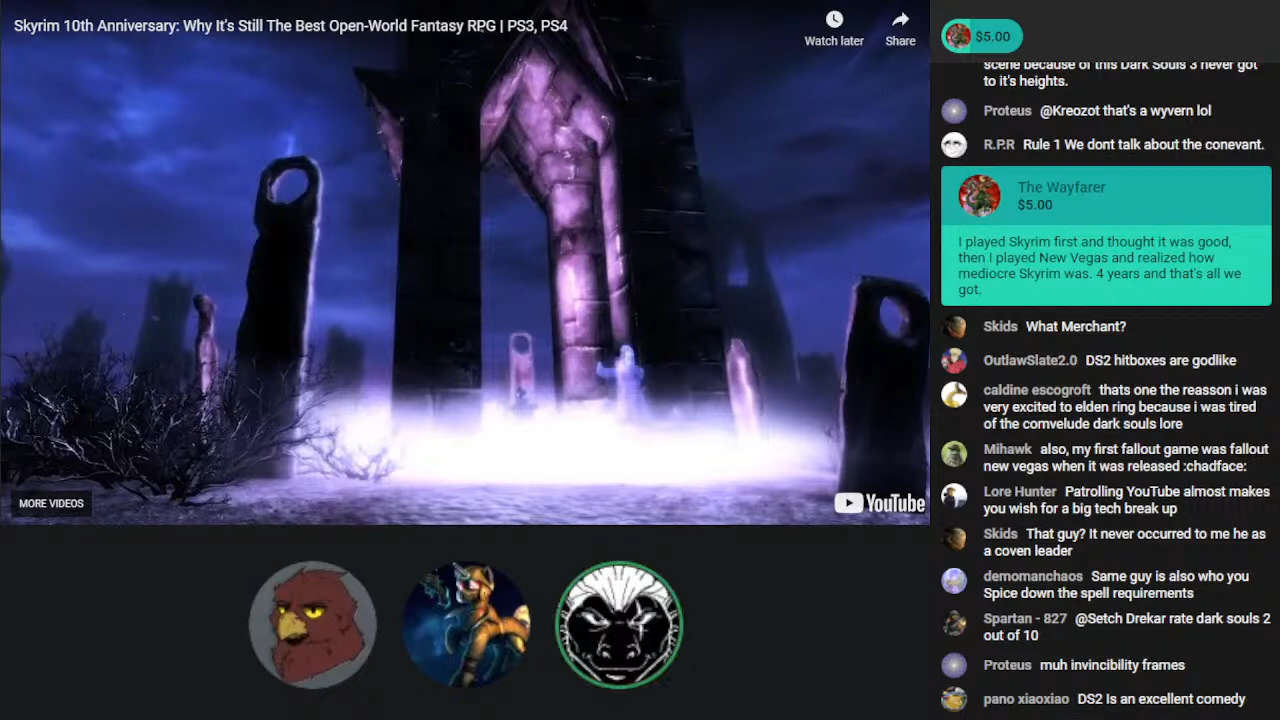 Skyrim 10th Anniversary: Why It's Still The Best Open-World Fantasy RPG | PS3, PS4
Watch later
Share
MORE VIDEOS
YouTube
$5.00
scene because of this Dark Souls 3 never got
to it's heights.
Proteus @Kreozot that's a wyvern lol
R.P.R Rule 1 We dont talk about the conevant.
The Wayfarer
$5.00
I played Skyrim first and thought it was good,
then I played New Vegas and realized how
mediocre Skyrim was. 4 years and that's all we
got.
Skids What Merchant?
OutlawSlate2.0 DS2 hitboxes are godlike
caldine escogroft thats one the reasson i was
very excited to elden ring because i was tired
of the comvelude dark souls lore
Mihawk also, my first fallout game was fallout
new vegas when it was released :chadface:
Lore Hunter Patrolling YouTube almost makes
you wish for a big tech break up
Skids That guy? It never occurred to me he as
a coven leader
demomanchaos Same guy is also who you
Spice down the spell requirements
Spartan - 827 @Setch Drekar rate dark souls 2
out of 10
Proteus muh invincibility frames
pano xiaoxiao DS2 Is an excellent comedy